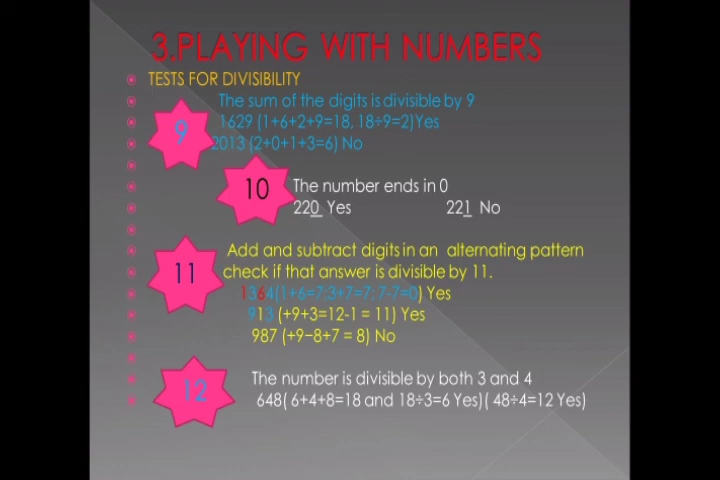 3.PLAYING WITH NUMBERS
TESTS FOR DIVISIBILITY
The sum of the digits is divisible by 9
9
1629 (1+6+2+9=18, 18÷9=2)Yes
2013 (2+0+1+3=6) No
10
The number ends in 0
220 Yes 221 No
Add and subtract digits in an alternating pattern
11
check if that answer is divisible by 11.
1364(1+6=7;3+7=7; 7-7=0) Yes
913 (+9+3=12-1 = 11) Yes
987 (+9−8+7 = 8) No
12
The number is divisible by both 3 and 4
648( 6+4+8=18 and 18÷3=6 Yes)( 48÷4=12 Yes)